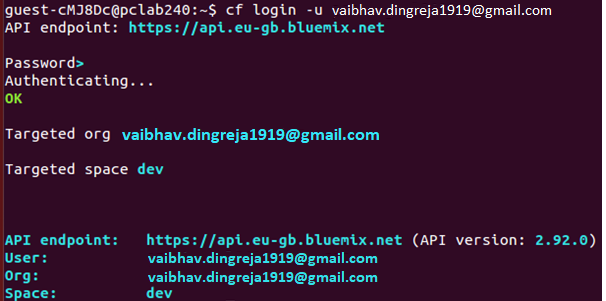 guest-cMJ8Dc@pclab240:~$ cf login -u vaibhav.dingreja1919@gmail.com
API endpoint: https://api.eu-gb.bluemix.net
Password>
Authenticating...
OK
Targeted org vaibhav.dingreja1919@gmail.com
Targeted space dev
API endpoint: https://api.eu-gb.bluemix.net (API version: 2.92.0)
User: vaibhav.dingreja1919@gmail.com
Org: vaibhav.dingreja1919@gmail.com
Space: dev